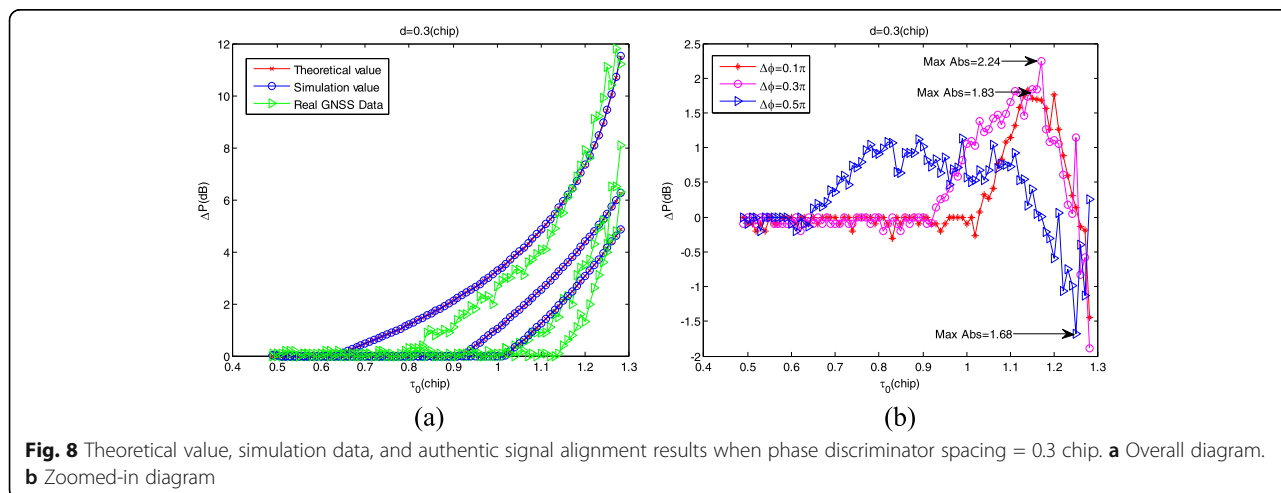 d=0.3(chip)
Theoretical value
Simulation value
Real GNSS Data
12
10
8
6
4
2
0
ΔP(dB)
0.4 0.5 0.6 0.7 0.8 0.9 1 1.1 1.2 1.3
τ0(chip)
(a)
d=0.3(chip)
Δϕ=0.1π
Δϕ=0.3π
Δϕ=0.5π
Max Abs=2.24
Max Abs=1.83
Max Abs=1.68
2.5
2
1.5
1
0.5
0
-0.5
-1
-1.5
-2
ΔP(dB)
0.4 0.5 0.6 0.7 0.8 0.9 1 1.1 1.2 1.3
τ0(chip)
(b)
Fig. 8 Theoretical value, simulation data, and authentic signal alignment results when phase discriminator spacing = 0.3 chip. a Overall diagram.
b Zoomed-in diagram